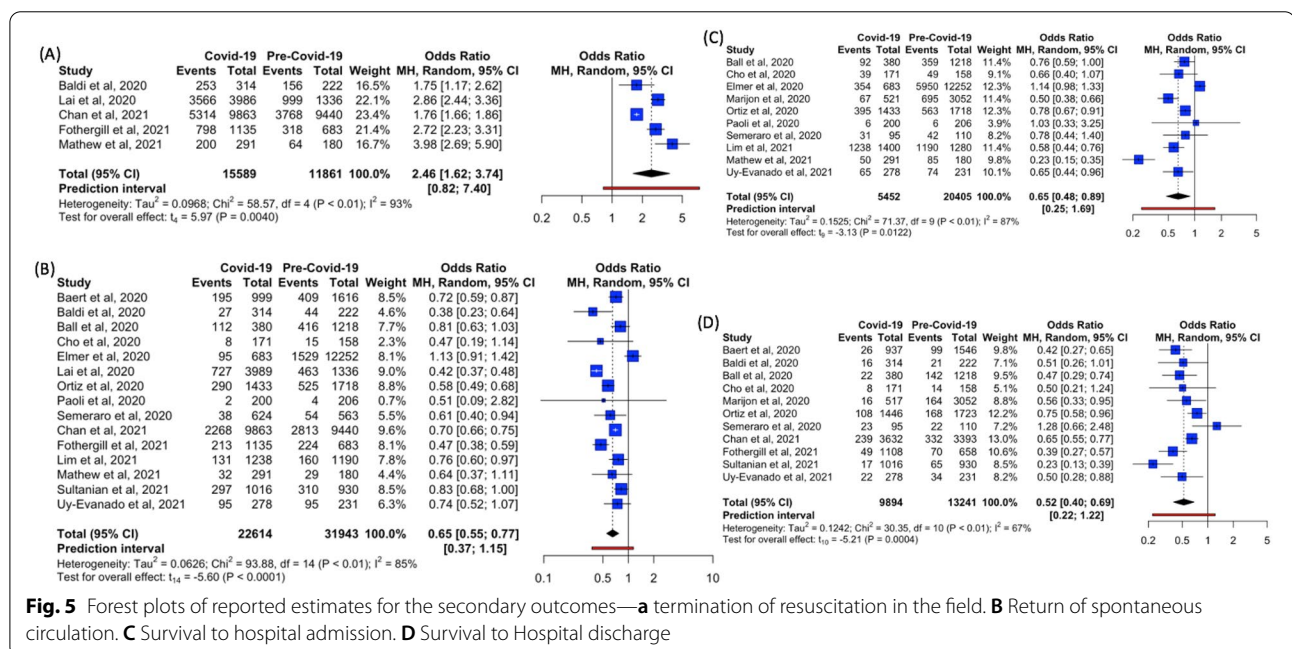 (A)
Covid-19 Pre-Covid-19 Odds Ratio Odds Ratio
Study Events Total Events Total Weight MH, Random, 95% CI MH, Random, 95% CI
Baldi et al, 2020 253 314 156 222 16.5% 1.75 [1.17; 2.62]
Lai et al, 2020 3566 3986 999 1336 22.1% 2.86 [2.44; 3.36]
Chan et al, 2021 5314 9863 3768 9440 23.4% 1.76 [1.66; 1.86]
Fothergill et al, 2021 798 1135 318 683 21.4% 2.72 [2.23; 3.31]
Mathew et al, 2021 200 291 64 180 16.7% 3.98 [2.69; 5.90]
Total (95% CI) 15589 11861 100.0% 2.46 [1.62; 3.74]
Prediction interval [0.82; 7.40]
Heterogeneity: Tau² = 0.0968; Chi² = 58.57, df = 4 (P < 0.01); I² = 93%
Test for overall effect: t₄ = 5.97 (P = 0.0040)
0.2 0.5 1 2 5
(B)
Covid-19 Pre-Covid-19 Odds Ratio Odds Ratio
Study Events Total Events Total Weight MH, Random, 95% CI MH, Random, 95% CI
Baert et al, 2020 195 999 409 1616 8.5% 0.72 [0.59; 0.87]
Baldi et al, 2020 27 314 44 222 4.6% 0.38 [0.23; 0.64]
Ball et al, 2020 112 380 416 1218 7.7% 0.81 [0.63; 1.03]
Cho et al, 2020 8 171 15 158 2.2% 0.47 [0.19; 1.14]
Elmer et al, 2020 95 683 1529 12252 8.1% 1.13 [0.91; 1.42]
Lai et al, 2020 727 3989 463 1336 9.4% 0.42 [0.37; 0.48]
Ortiz et al, 2020 290 1433 525 1718 8.9% 0.58 [0.49; 0.68]
Paoli et al, 2020 2 200 4 206 0.7% 0.51 [0.09; 2.82]
Semeraro et al, 2020 38 624 54 563 5.5% 0.61 [0.40; 0.94]
Chan et al, 2021 2268 9863 2813 9440 9.8% 0.70 [0.66; 0.75]
Fothergill et al, 2021 213 1135 224 683 8.2% 0.47 [0.38; 0.59]
Lim et al, 2021 131 1238 160 1190 7.7% 0.76 [0.60; 0.97]
Mathew et al, 2021 32 291 29 180 4.4% 0.64 [0.37; 1.11]
Sultanian et al, 2021 297 1016 310 930 8.5% 0.83 [0.68; 1.00]
Uy-Evanado et al, 2021 95 278 95 231 6.1% 0.74 [0.52; 1.07]
Total (95% CI) 22614 31943 100.0% 0.65 [0.55; 0.77]
Prediction interval [0.37; 1.15]
Heterogeneity: Tau² = 0.0626; Chi² = 93.88, df = 14 (P < 0.01); I² = 85%
Test for overall effect: t₁₄ = -5.60 (P < 0.0001)
0.1 0.5 1 2 10
(C)
Covid-19 Pre-Covid-19 Odds Ratio Odds Ratio
Study Events Total Events Total Weight MH, Random, 95% CI MH, Random, 95% CI
Ball et al, 2020 92 380 359 1218 11.4% 0.76 [0.59; 1.00]
Cho et al, 2020 39 171 49 158 8.9% 0.66 [0.40; 1.07]
Elmer et al, 2020 354 683 5950 12252 12.3% 1.14 [0.98; 1.33]
Marijon et al, 2020 67 521 695 3052 11.3% 0.50 [0.38; 0.66]
Ortiz et al, 2020 395 1433 563 1718 12.3% 0.78 [0.67; 0.91]
Paoli et al, 2020 6 200 6 206 4.8% 1.03 [0.33; 3.25]
Semeraro et al, 2020 31 95 42 110 8.1% 0.78 [0.44; 1.40]
Lim et al, 2021 1238 1400 1190 1280 11.3% 0.58 [0.44; 0.76]
Mathew et al, 2021 50 291 85 180 9.6% 0.23 [0.15; 0.35]
Uy-Evanado et al, 2021 65 278 74 231 10.1% 0.65 [0.44; 0.96]
Total (95% CI) 5452 20405 100.0% 0.65 [0.48; 0.89]
Prediction interval [0.25; 1.69]
Heterogeneity: Tau² = 0.1525; Chi² = 71.37, df = 9 (P < 0.01); I² = 87%
Test for overall effect: t₉ = -3.13 (P = 0.0122)
0.2 0.5 1 2 5
(D)
Covid-19 Pre-Covid-19 Odds Ratio Odds Ratio
Study Events Total Events Total Weight MH, Random, 95% CI MH, Random, 95% CI
Baert et al, 2020 26 937 99 1546 9.8% 0.42 [0.27; 0.65]
Baldi et al, 2020 16 314 21 222 6.7% 0.51 [0.26; 1.01]
Ball et al, 2020 22 380 142 1218 9.5% 0.47 [0.29; 0.74]
Cho et al, 2020 8 171 14 158 5.0% 0.50 [0.21; 1.24]
Marijon et al, 2020 16 517 164 3052 8.8% 0.56 [0.33; 0.95]
Ortiz et al, 2020 108 1446 168 1723 12.7% 0.75 [0.58; 0.96]
Semeraro et al, 2020 23 95 22 110 7.2% 1.28 [0.66; 2.48]
Chan et al, 2021 239 3632 332 3393 13.8% 0.65 [0.55; 0.77]
Fothergill et al, 2021 49 1108 70 658 10.9% 0.39 [0.27; 0.57]
Sultanian et al, 2021 17 1016 65 930 8.5% 0.23 [0.13; 0.39]
Uy-Evanado et al, 2021 22 278 34 231 8.0% 0.50 [0.28; 0.88]
Total (95% CI) 9894 13241 100.0% 0.52 [0.40; 0.69]
Prediction interval [0.22; 1.22]
Heterogeneity: Tau² = 0.1242; Chi² = 30.35, df = 10 (P < 0.01); I² = 67%
Test for overall effect: t₁₀ = -5.21 (P = 0.0004)
0.2 0.5 1 2 5
Fig. 5 Forest plots of reported estimates for the secondary outcomes—a termination of resuscitation in the field. B Return of spontaneous
circulation. C Survival to hospital admission. D Survival to Hospital discharge